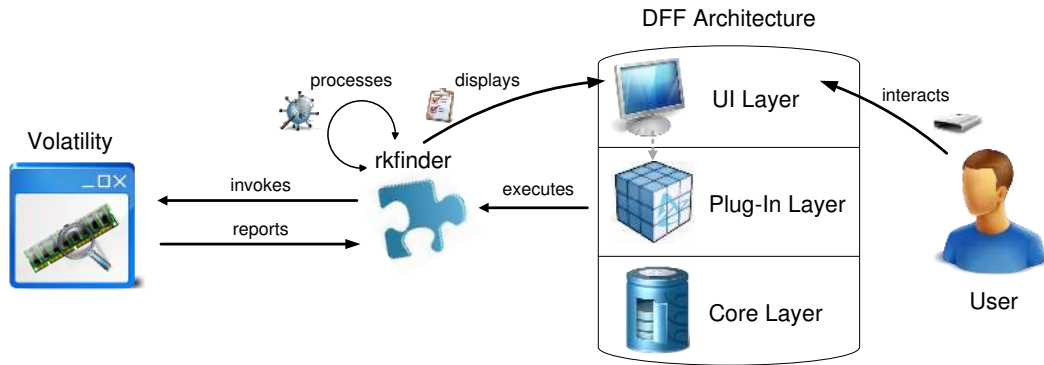 DFF Architecture
processes
displays
UI Layer
interacts
Volatility
rkfinder
invokes
executes
Plug-In Layer
reports
Core Layer
User